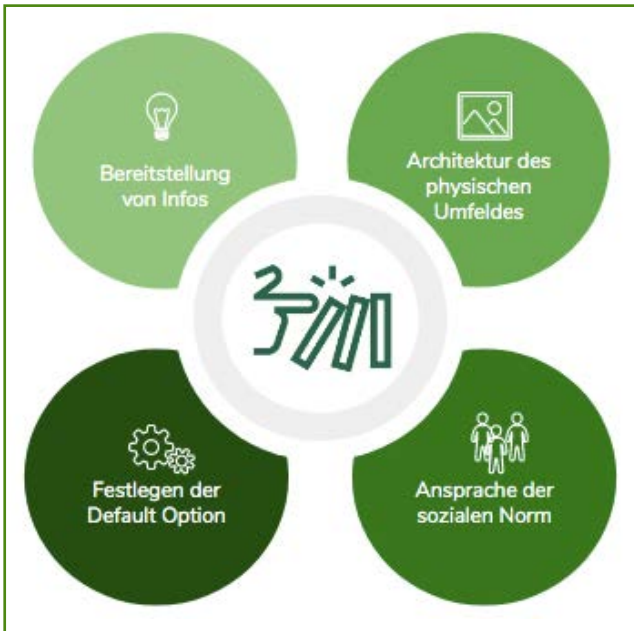 Bereitstellung
von Infos
Architektur des
physischen
Umfeldes
Festlegen der
Default Option
Ansprache der
sozialen Norm